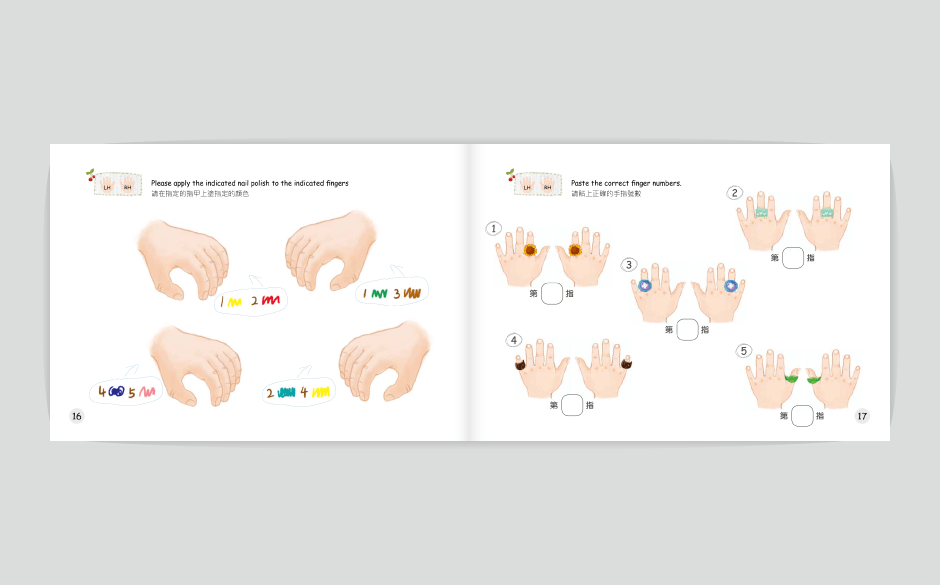 LH RH
Please apply the indicated nail polish to the indicated fingers
請在指定的指甲上塗指定的顏色
1 2
1 3
4 5
2 4
16
LH RH
Paste the correct finger numbers.
請貼上正確的手指號數
1
第 指
2
第 指
3
第 指
4
第 指
5
第 指
17